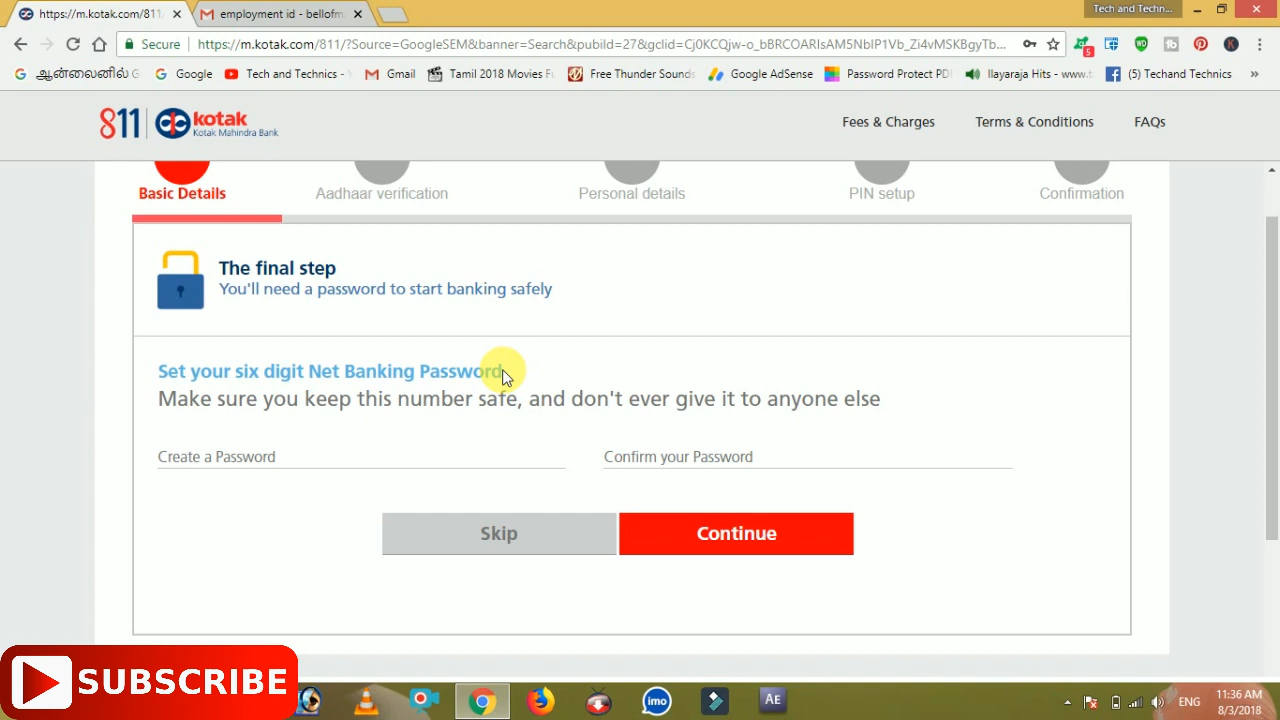 https://m.kotak.com/811/
employment id - bellofm
Tech and Techn...
Secure
https://m.kotak.com/811/?Source=GooglSEM&banner=Search&pubiId=27&gclid=Cj0KCQjw-o_bBRCOARIsAM5NbIP1Vb_Zi4vMSKBgyTb...
5
ஆன்லைனில் G
Google
Tech and Technics -
Gmail
Tamil 2018 Movies Fu
Free Thunder Sounds
Google AdSense
Password Protect PD
Ilayaraja Hits - www.t
(5) Techand Technics
»
811 kotak
Kotak Mahindra Bank
Fees & Charges
Terms & Conditions
FAQs
Basic Details
Aadhaar verification
Personal details
PIN setup
Confirmation
The final step
You'll need a password to start banking safely
Set your six digit Net Banking Password
Make sure you keep this number safe, and don't ever give it to anyone else
Create a Password
Confirm your Password
Skip
Continue
SUBSCRIBE
imo
AE
ENG
11:36 AM
8/3/2018